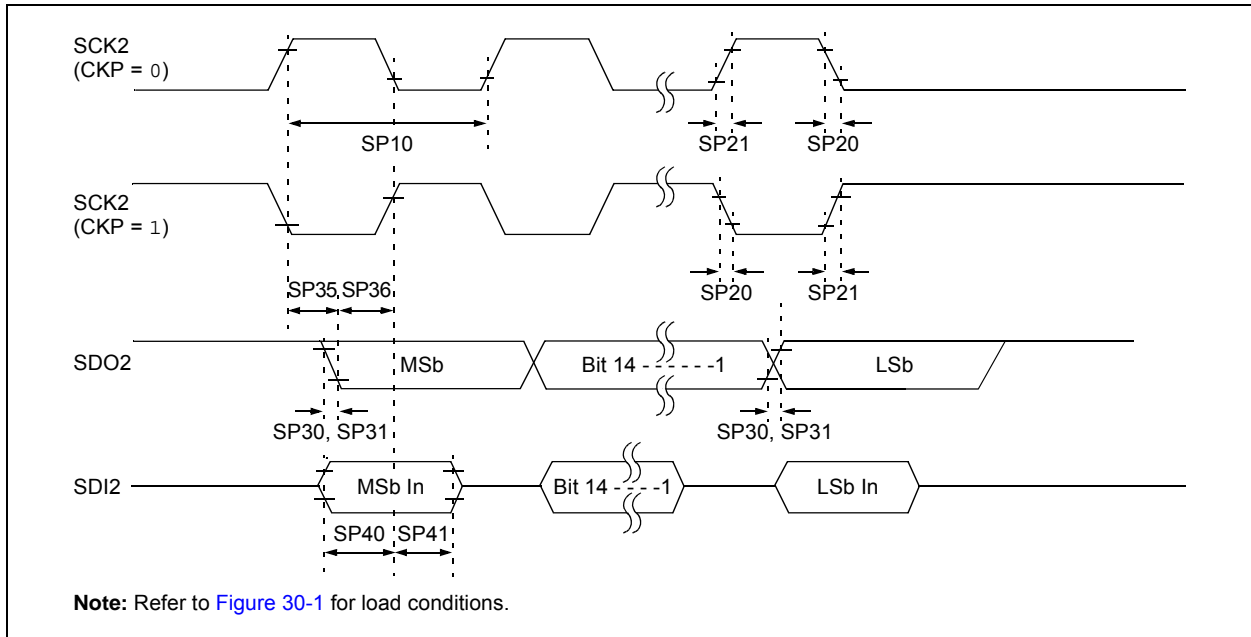 SCK2
(CKP = 0)
SP10
SP21
SP20
SCK2
(CKP = 1)
SP35
SP36
SP20
SP21
SDO2
MSb
Bit 14 - - - - - -1
LSb
SP30, SP31
SP30, SP31
SDI2
MSb In
Bit 14 - - - -1
LSb In
SP40
SP41
Note: Refer to Figure 30-1 for load conditions.